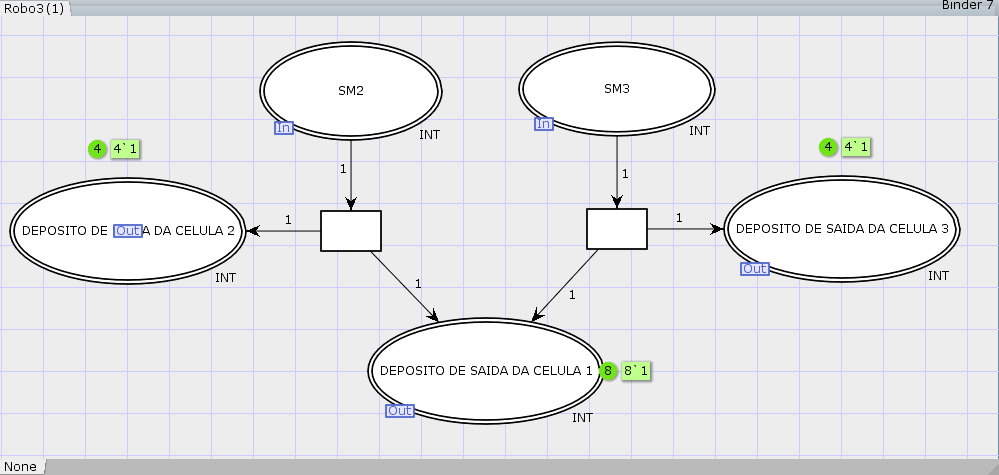 Robo3(1)
Binder 7
SM2
SM3
In
In
INT
INT
4 4`1
4 4`1
1
1
DEPOSITO DE
Out
A DA CELULA 2
1
1
DEPOSITO DE SAIDA DA CELULA 3
Out
INT
INT
1
1
DEPOSITO DE SAIDA DA CELULA 1
8 8`1
Out
INT
None